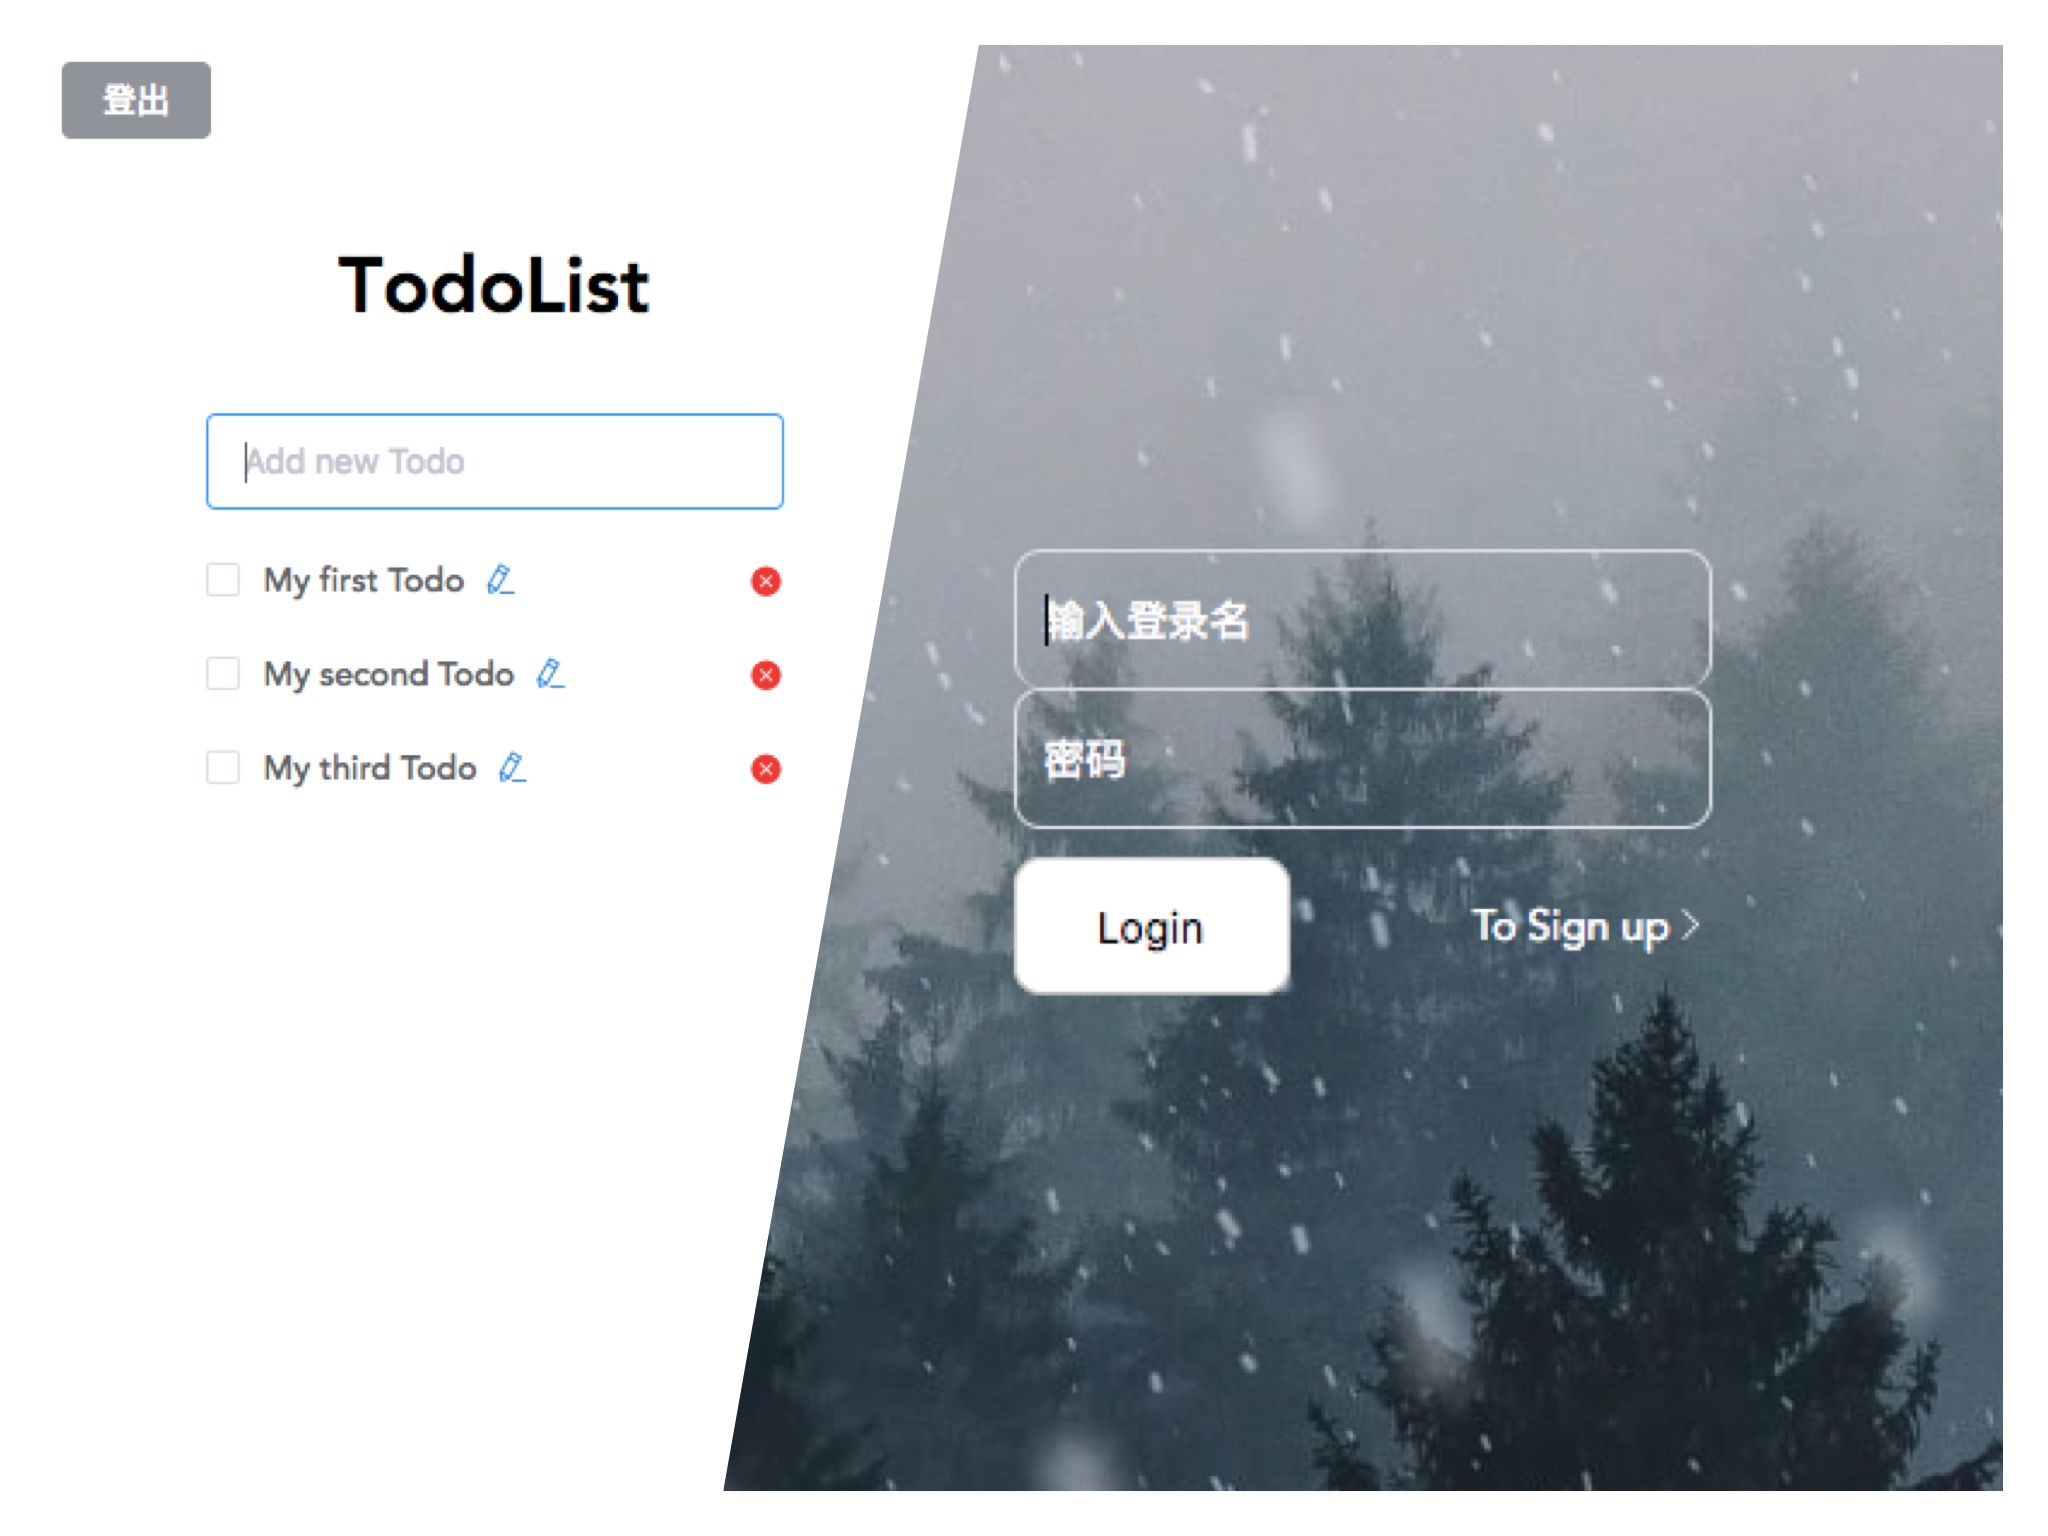 登出
TodoList
Add new Todo
My first Todo
My second Todo
My third Todo
输入登录名
密码
Login
To Sign up